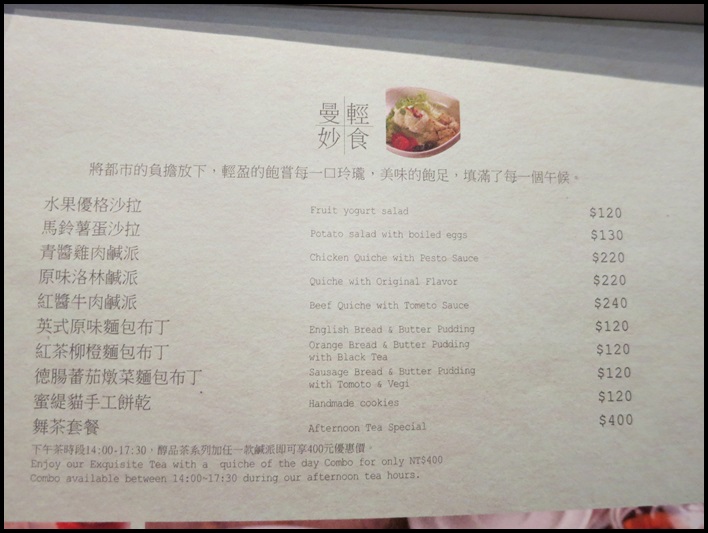 曼妙 輕食
將都市的負擔放下，輕盈的飽嘗每一口玲瓏，美味的飽足，填滿了每一個午候。
水果優格沙拉 Fruit yogurt salad $120
馬鈴薯蛋沙拉 Potato salad with boiled eggs $130
青醬雞肉鹹派 Chicken Quiche with Pesto Sauce $220
原味洛林鹹派 Quiche with Original Flavor $220
紅醬牛肉鹹派 Beef Quiche with Tometo Sauce $240
英式原味麵包布丁 English Bread & Butter Pudding $120
紅茶柳橙麵包布丁 Orange Bread & Butter Pudding with Black Tea $120
德腸蕃茄燉菜麵包布丁 Sausage Bread & Butter Pudding with Tomoto & Vegi $120
蜜緹貓手工餅乾 Handmade cookies $120
舞茶套餐 Afternoon Tea Special $400
下午茶時段14:00-17:30，醇品茶系列加任一款鹹派即可享400元優惠價。
Enjoy our Exquisite Tea with a quiche of the day Combo for only NT$400
Combo available between 14:00~17:30 during our afternoon tea hours.